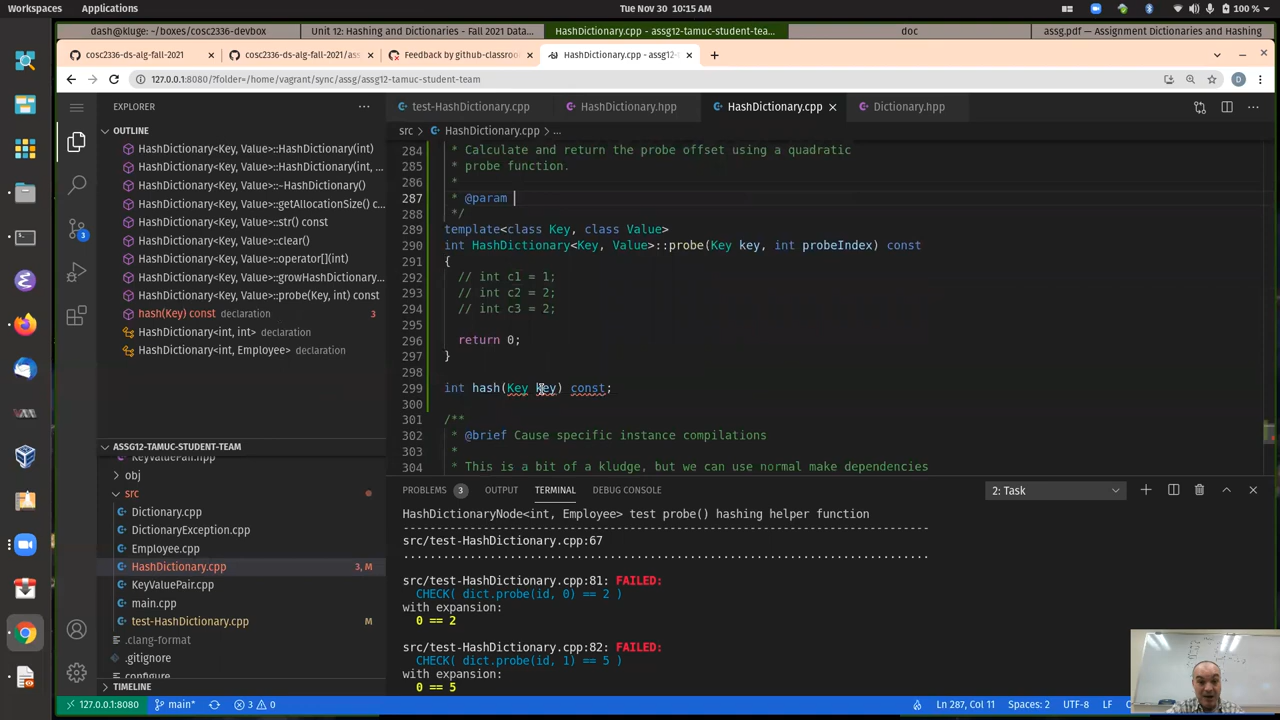 Workspaces Applications Tue Nov 30 10:15 AM 100 %
dash@kluge: ~/boxes/cosc2336-devbox Unit 12: Hashing and Dictionaries - Fall 2021 Data... HashDictionary.cpp - assg12-tamuc-student-tea... doc assg.pdf — Assignment Dictionaries and Hashing
cosc2336-ds-alg-fall-2021 cosc2336-ds-alg-fall-2021/ass Feedback by github-classroo HashDictionary.cpp - assg12-t
127.0.0.1:8080/?folder=/home/vagrant/sync/assg/assg12-tamuc-student-team
EXPLORER
test-HashDictionary.cpp HashDictionary.hpp HashDictionary.cpp Dictionary.hpp
OUTLINE
src > HashDictionary.cpp > ...
HashDictionary<Key, Value>::HashDictionary(int)
HashDictionary<Key, Value>::HashDictionary(int, ...
HashDictionary<Key, Value>::~HashDictionary()
HashDictionary<Key, Value>::getAllocationSize() c...
HashDictionary<Key, Value>::str() const
HashDictionary<Key, Value>::clear()
HashDictionary<Key, Value>::operator[](int)
HashDictionary<Key, Value>::growHashDictionary...
HashDictionary<Key, Value>::probe(Key, int) const
hash(Key) const declaration 3
HashDictionary<int, int> declaration
HashDictionary<int, Employee> declaration
284 * Calculate and return the probe offset using a quadratic
285 * probe function.
286 *
287 * @param
288 */
289 template<class Key, class Value>
290 int HashDictionary<Key, Value>::probe(Key key, int probeIndex) const
291 {
292 // int c1 = 1;
293 // int c2 = 2;
294 // int c3 = 2;
295
296 return 0;
297 }
298
299 int hash(Key key) const;
300
301 /**
302 * @brief Cause specific instance compilations
303 *
304 * This is a bit of a kludge, but we can use normal make dependencies
ASSG12-TAMUC-STUDENT-TEAM
KeyValuePair.hpp
obj
src
Dictionary.cpp
DictionaryException.cpp
Employee.cpp
HashDictionary.cpp 3, M
KeyValuePair.cpp
main.cpp
test-HashDictionary.cpp M
.clang-format
.gitignore
configure
TIMELINE
PROBLEMS 3 OUTPUT TERMINAL DEBUG CONSOLE 2: Task
HashDictionaryNode<int, Employee> test probe() hashing helper function
-------------------------------------------------------------------------------
src/test-HashDictionary.cpp:67
...............................................................................
src/test-HashDictionary.cpp:81: FAILED:
CHECK( dict.probe(id, 0) == 2 )
with expansion:
0 == 2
src/test-HashDictionary.cpp:82: FAILED:
CHECK( dict.probe(id, 1) == 5 )
with expansion:
0 == 5
127.0.0.1:8080 main* 3 0 Ln 287, Col 11 Spaces: 2 UTF-8 LF